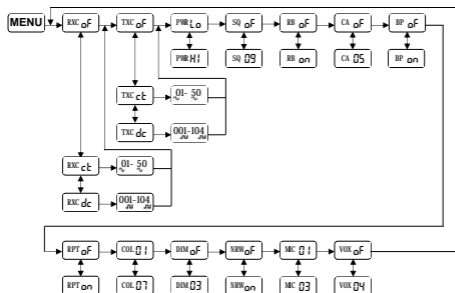 MENU RXC oF TXC oF PWR Lo SQ oF RB oF CA oF BP oF
PWR HI SQ 09 RB on CA 05 BP on
TXC ct 01- 50
TXC dc 001-104
RXC ct 01- 50
RXC dc 001-104
RPT oF COL 01 DIM oF NRW oF MIC 01 VOX oF
RPT on COL 07 DIM 03 NRW on MIC 03 VOX 04